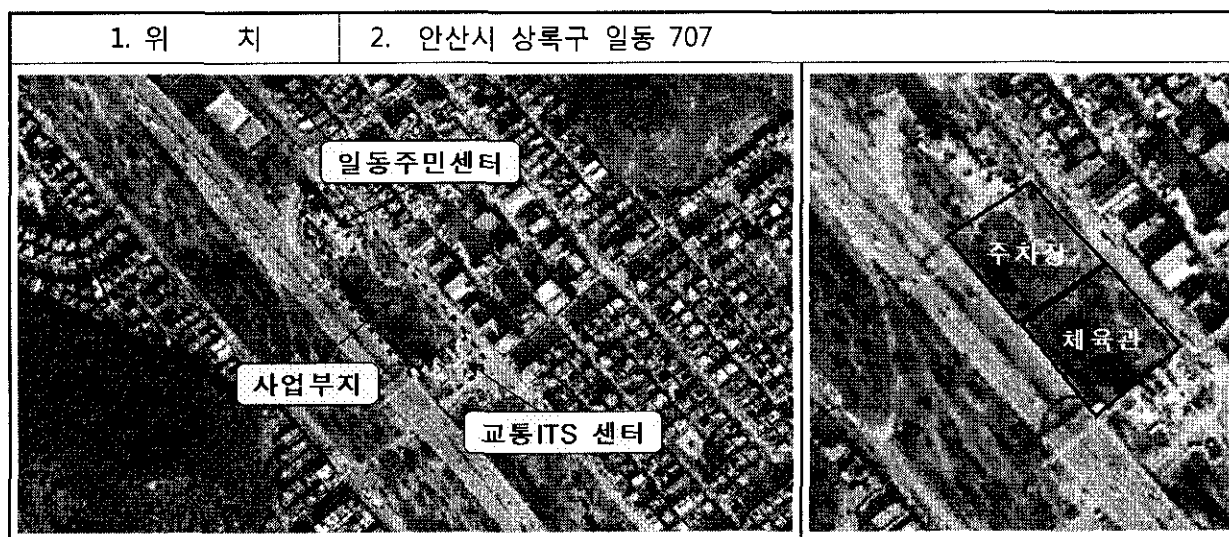 1. 위 치 2. 안산시 상록구 일동 707
일동주민센터
사업부지
교통ITS 센터
주차장
체육관